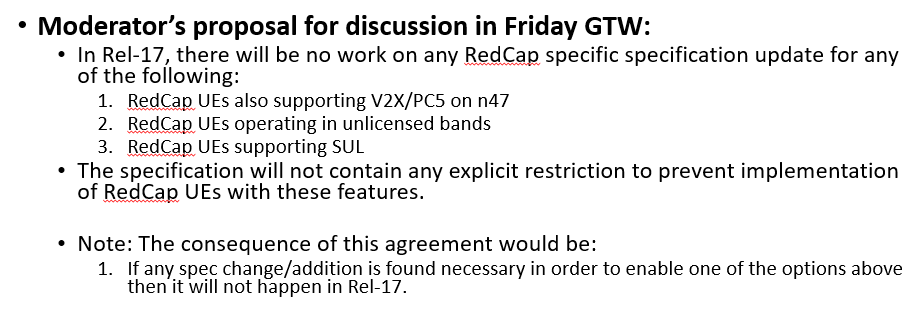 • Moderator’s proposal for discussion in Friday GTW:
• In Rel-17, there will be no work on any RedCap specific specification update for any
of the following:
1. RedCap UEs also supporting V2X/PC5 on n47
2. RedCap UEs operating in unlicensed bands
3. RedCap UEs supporting SUL
• The specification will not contain any explicit restriction to prevent implementation
of RedCap UEs with these features.
• Note: The consequence of this agreement would be:
1. If any spec change/addition is found necessary in order to enable one of the options above
then it will not happen in Rel-17.